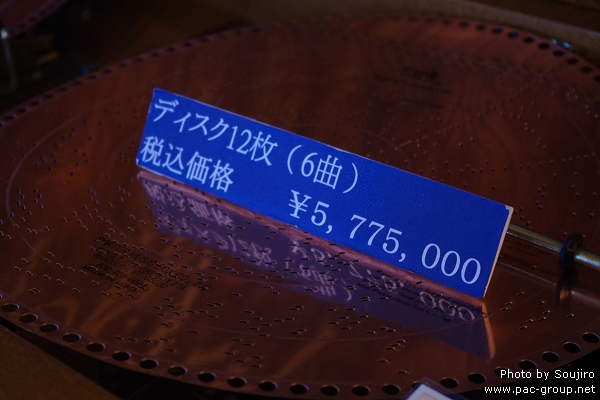 ディスク12枚（6曲）
税込価格　￥5,775,000
Photo by Soujiro
www.pac-group.net